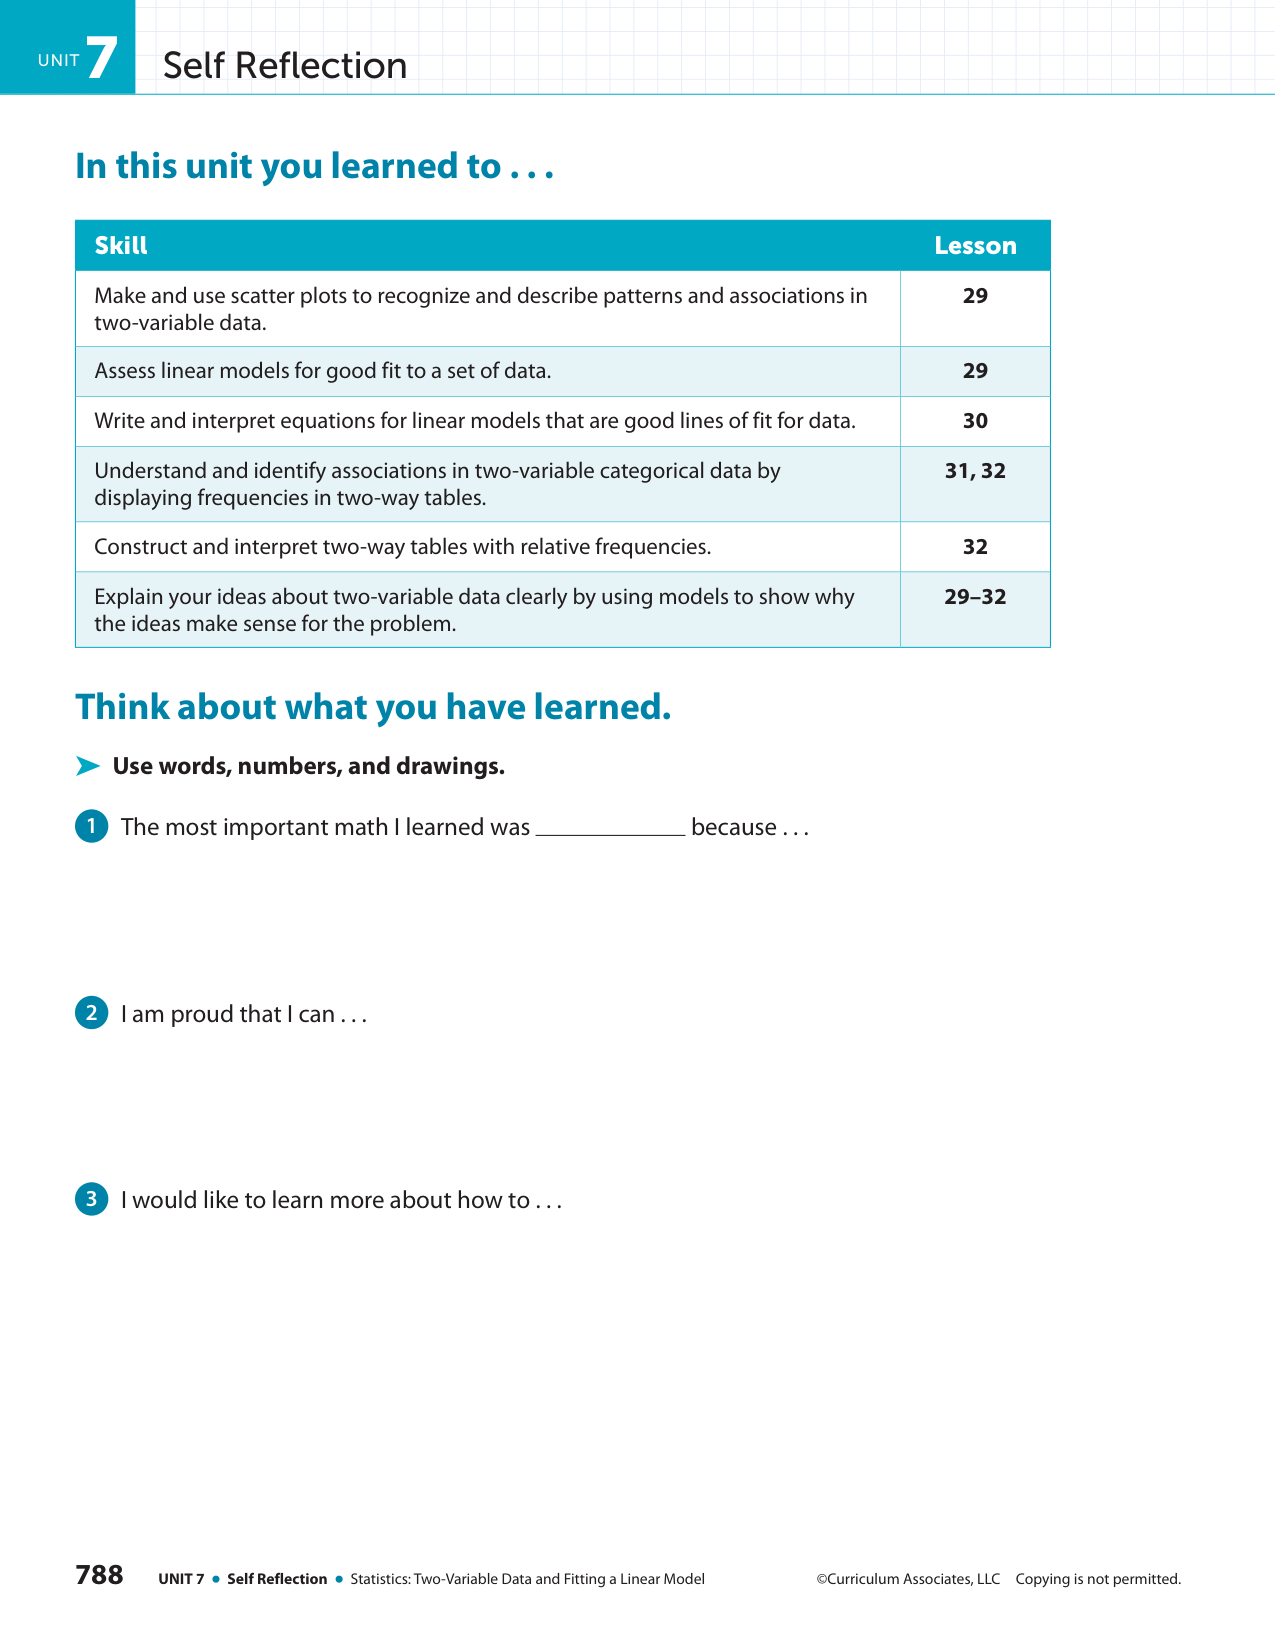 UNIT 7 Self Reflection
In this unit you learned to . . .
Skill Lesson
Make and use scatter plots to recognize and describe patterns and associations in 29
two-variable data.
Assess linear models for good fit to a set of data. 29
Write and interpret equations for linear models that are good lines of fit for data. 30
Understand and identify associations in two-variable categorical data by 31, 32
displaying frequencies in two-way tables.
Construct and interpret two-way tables with relative frequencies. 32
Explain your ideas about two-variable data clearly by using models to show why 29–32
the ideas make sense for the problem.
Think about what you have learned.
➤ Use words, numbers, and drawings.
1 The most important math I learned was ____________ because . . .
2 I am proud that I can . . .
3 I would like to learn more about how to . . .
788 UNIT 7 • Self Reflection • Statistics: Two-Variable Data and Fitting a Linear Model ©Curriculum Associates, LLC Copying is not permitted.